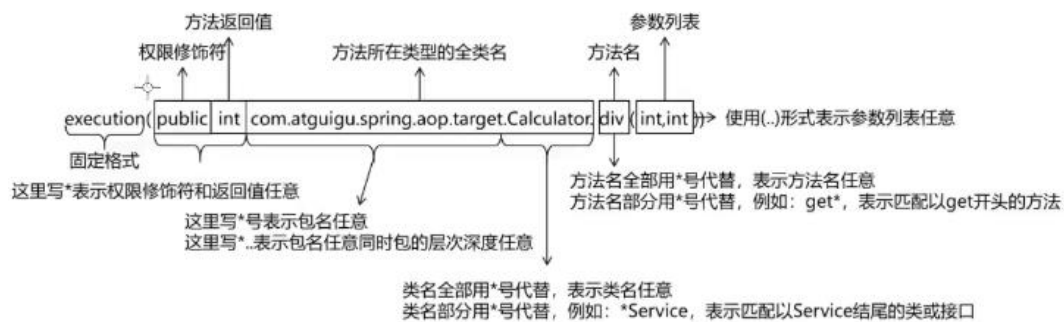 方法返回值
参数列表
权限修饰符
方法所在类型的全类名
方法名
execution(public int com.atguigu.spring.aop.target.Calculator.div(int,int)) 使用(..)形式表示参数列表任意
固定格式
这里写*表示权限修饰符和返回值任意
方法名全部用*号代替，表示方法名任意
方法名部分用*号代替，例如：get*，表示匹配以get开头的方法
这里写*号表示包名任意
这里写*..表示包名任意同时包的层次深度任意
类名全部用*号代替，表示类名任意
类名部分用*号代替，例如：*Service，表示匹配以Service结尾的类或接口